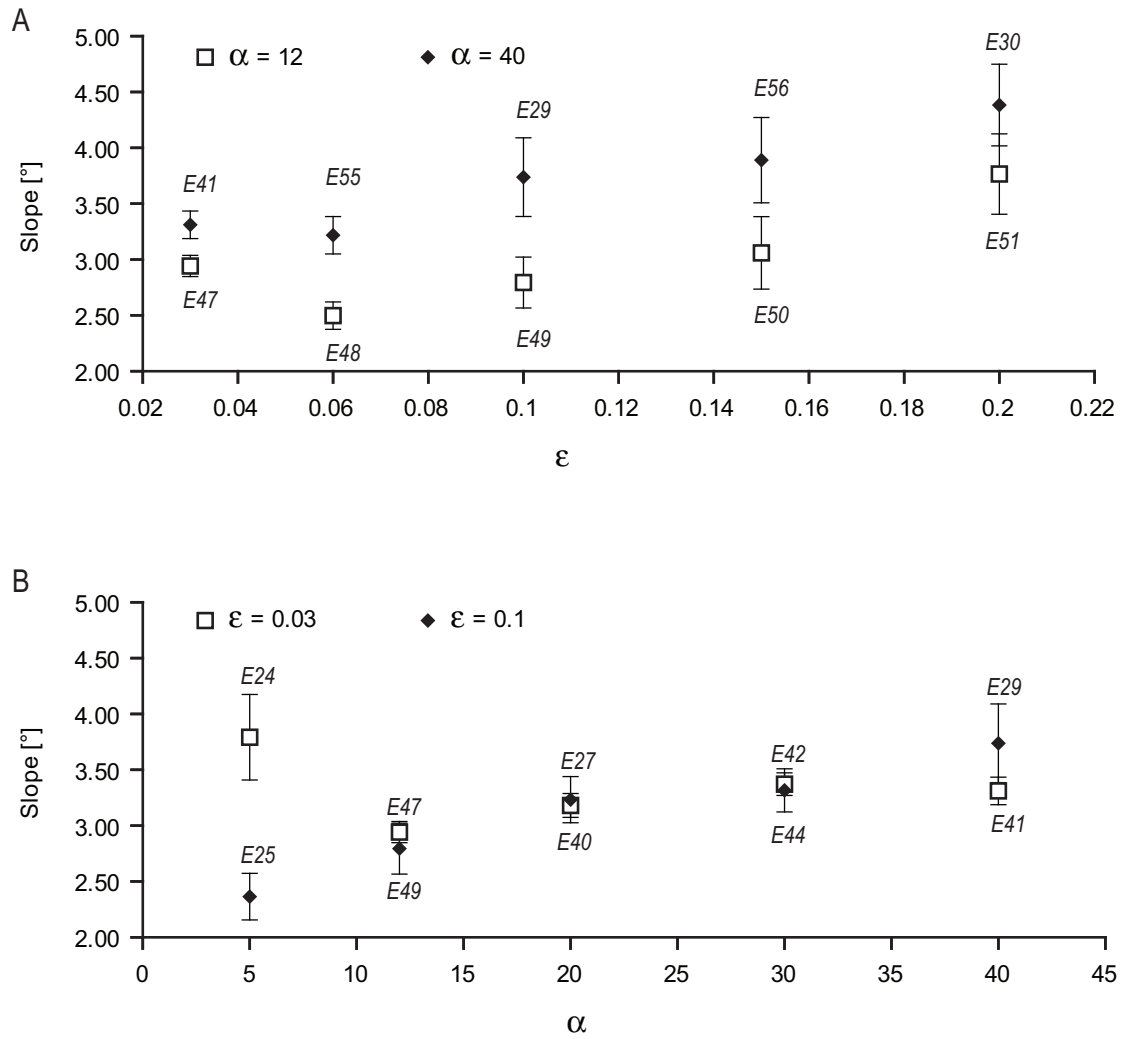 A
5.00
4.50
4.00
3.50
3.00
2.50
2.00
Slope [°]
α = 12
α = 40
E41
E47
E55
E48
E29
E49
E56
E50
E30
E51
0.02 0.04 0.06 0.08 0.1 0.12 0.14 0.16 0.18 0.2 0.22
ε
B
5.00
4.50
4.00
3.50
3.00
2.50
2.00
Slope [°]
ε = 0.03
ε = 0.1
E24
E25
E47
E49
E27
E40
E42
E44
E29
E41
0 5 10 15 20 25 30 35 40 45
α